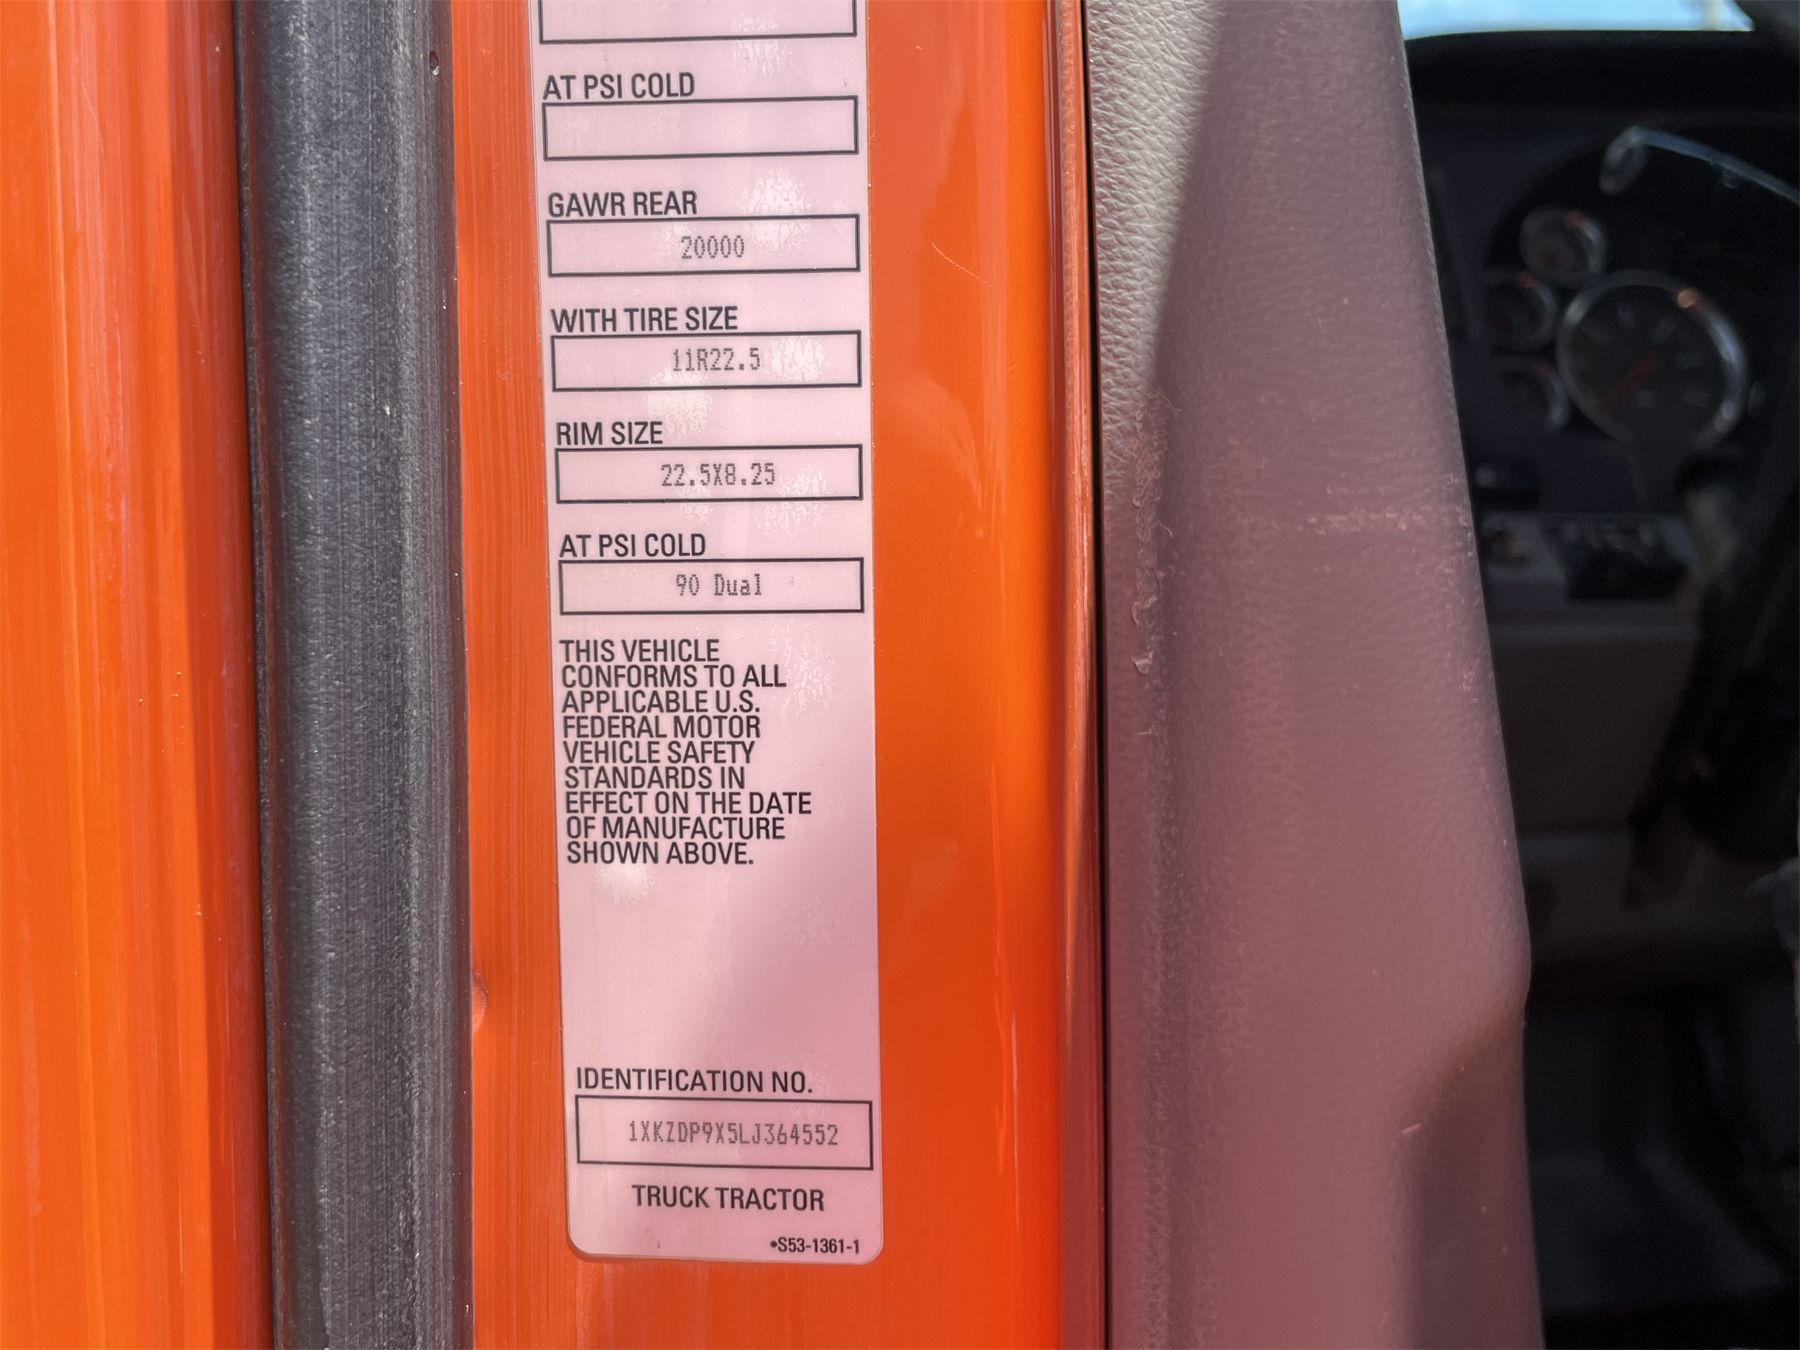 AT PSI COLD
GAWR REAR
20000
WITH TIRE SIZE
11R22.5
RIM SIZE
22.5X8.25
AT PSI COLD
90 Dual
THIS VEHICLE
CONFORMS TO ALL
APPLICABLE U.S.
FEDERAL MOTOR
VEHICLE SAFETY
STANDARDS IN
EFFECT ON THE DATE
OF MANUFACTURE
SHOWN ABOVE.
IDENTIFICATION NO.
1XKZDP9X5LJ364552
TRUCK TRACTOR
•S53-1361-1